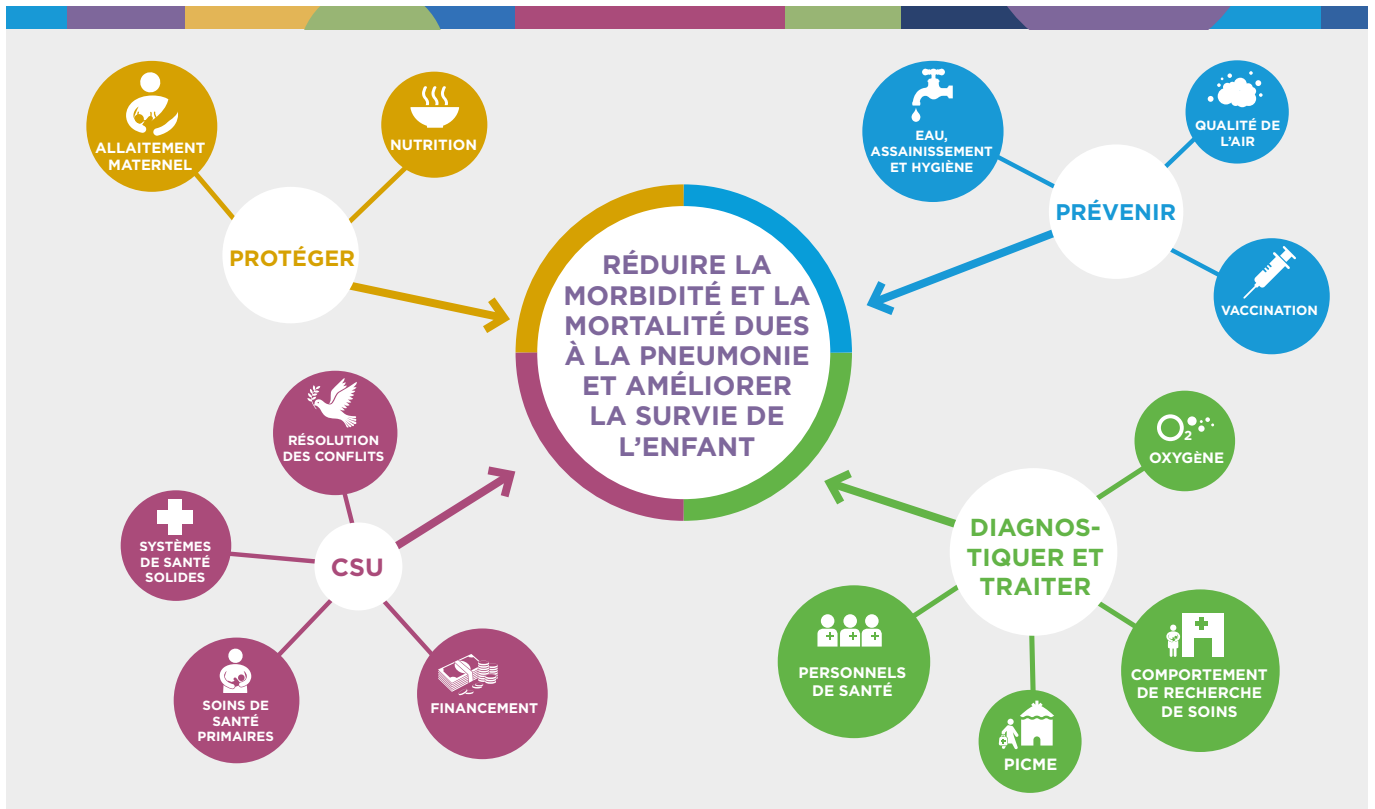 ALLAITEMENT
MATERNEL
NUTRITION
PROTÉGER
EAU,
ASSAINISSEMENT
ET HYGIÈNE
QUALITÉ DE
L'AIR
PRÉVENIR
VACCINATION
RÉDUIRE LA
MORBIDITÉ ET LA
MORTALITÉ DUES
À LA PNEUMONIE
ET AMÉLIORER
LA SURVIE DE
L'ENFANT
RÉSOLUTION
DES CONFLITS
SYSTÈMES
DE SANTÉ
SOLIDES
CSU
SOINS DE
SANTÉ
PRIMAIRES
FINANCEMENT
O2
OXYGÈNE
DIAGNOS-
TIQUER ET
TRAITER
PERSONNELS
DE SANTÉ
PICME
COMPORTEMENT
DE RECHERCHE
DE SOINS